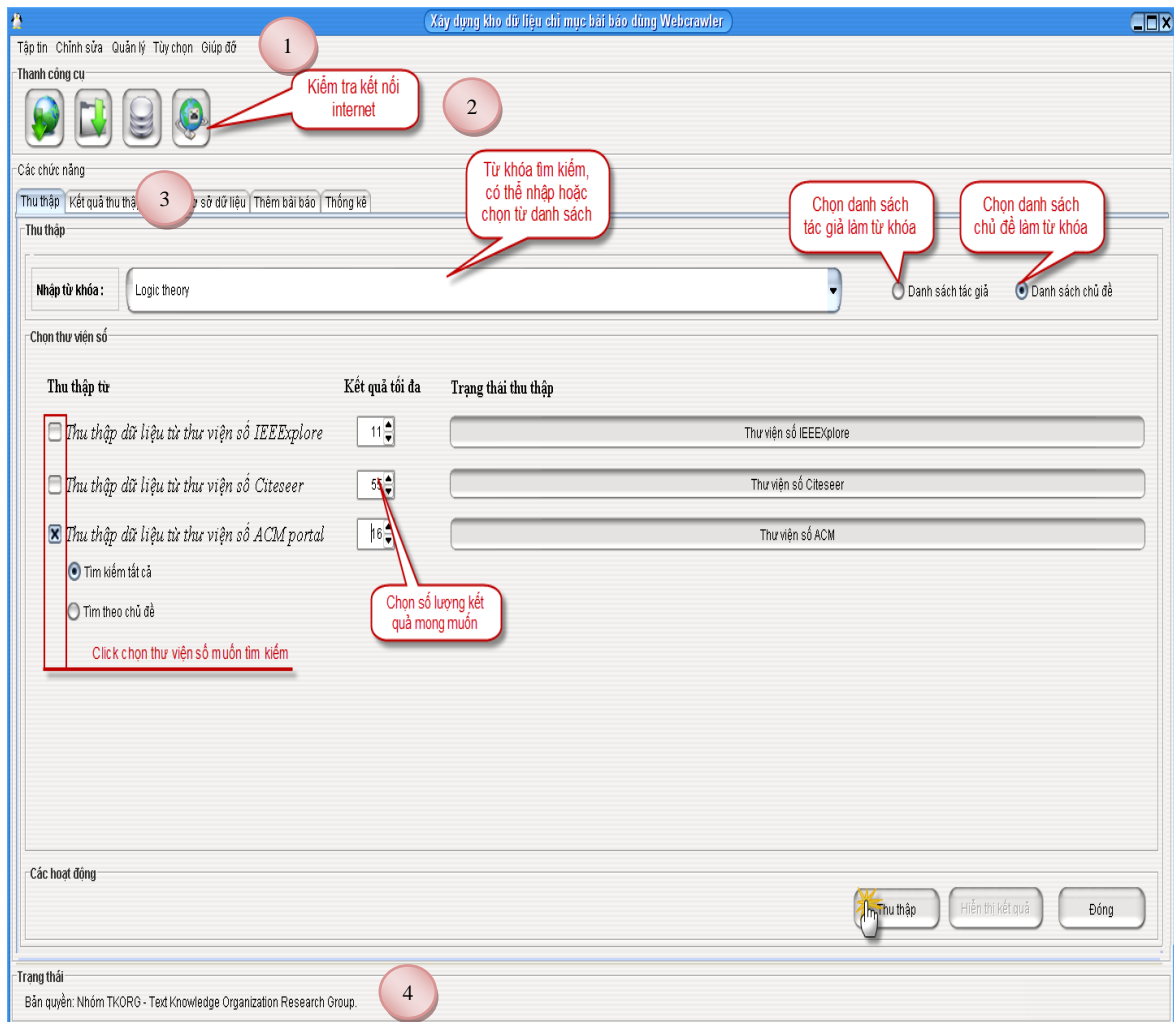 Xây dựng kho dữ liệu chỉ mục bài báo dùng Webcrawler
Tập tin Chỉnh sửa Quản lý Tùy chọn Giúp đỡ
1
Thanh công cụ
Kiểm tra kết nối
internet
2
Các chức năng
Từ khóa tìm kiếm,
có thể nhập hoặc
chọn từ danh sách
Chọn danh sách
tác giả làm từ khóa
Chọn danh sách
chủ đề làm từ khóa
Thu thập Kết quả thu 3 sở dữ liệu Thêm bài báo Thống kê
Thu thập
Nhập từ khóa : Logic theory Danh sách tác giả Danh sách chủ đề
Chọn thư viện số
Thu thập từ Kết quả tối đa Trạng thái thu thập
Thu thập dữ liệu từ thư viện số IEEExplore 11 Thư viện số IEEEXplore
Thu thập dữ liệu từ thư viện số Citeseer 55 Thư viện số Citeseer
Thu thập dữ liệu từ thư viện số ACM portal 16 Thư viện số ACM
Tìm kiếm tất cả
Tìm theo chủ đề
Chọn số lượng kết
quả mong muốn
Click chọn thư viện số muốn tìm kiếm
Các hoạt động
Thu thập Hiển thị kết quả Đóng
Trạng thái
Bản quyền: Nhóm TKORG - Text Knowledge Organization Research Group.
4